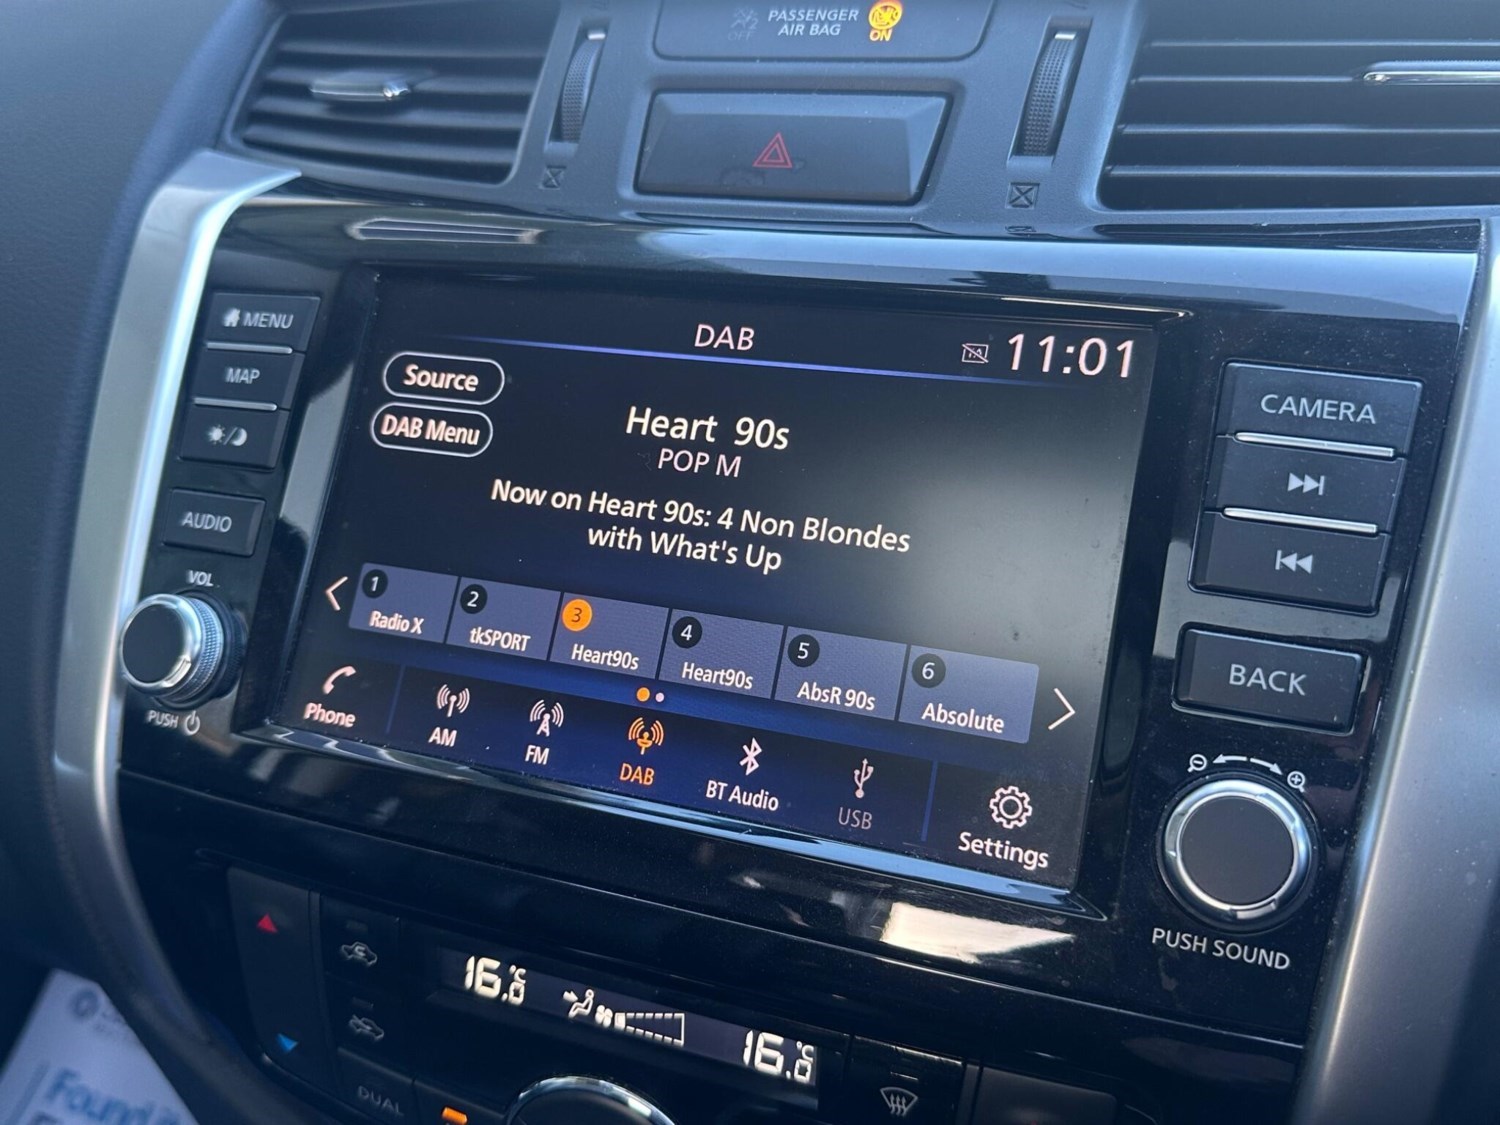 PASSENGER
AIR BAG
OFF
ON
MENU
MAP
AUDIO
VOL
PUSH
DAB
11:01
Source
DAB Menu
Heart 90s
POP M
Now on Heart 90s: 4 Non Blondes
with What's Up
1
Radio X
2
tkSPORT
3
Heart90s
4
Heart90s
5
AbsR 90s
6
Absolute
Phone
AM
FM
DAB
BT Audio
USB
Settings
CAMERA
BACK
PUSH SOUND
16.0°C
16.0°C
DUAL
Found it